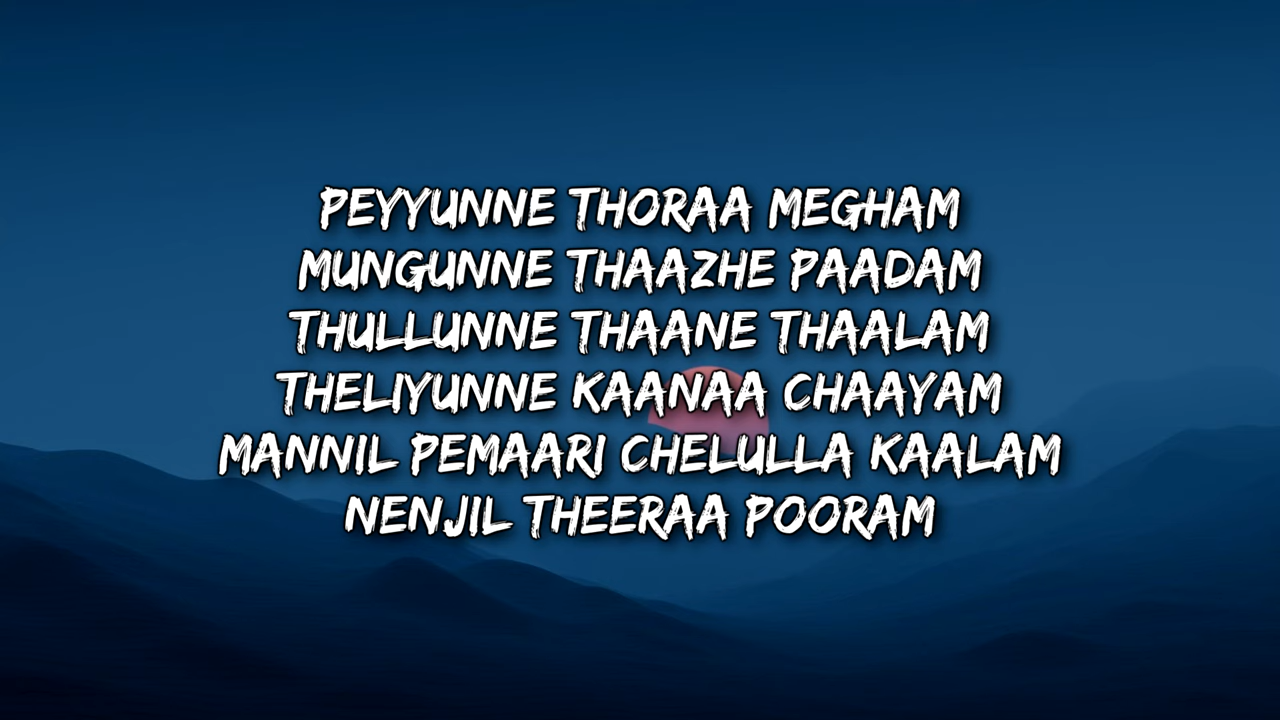 PEYYUNNE THORAA MEGHAM
MUNGUNNE THAAZHE PAADAM
THULLUNNE THAANE THAALAM
THELIYUNNE KAANAA CHAAYAM
MANNIL PEMAARI CHELULLA KAALAM
NENJIL THEERAA POORAM